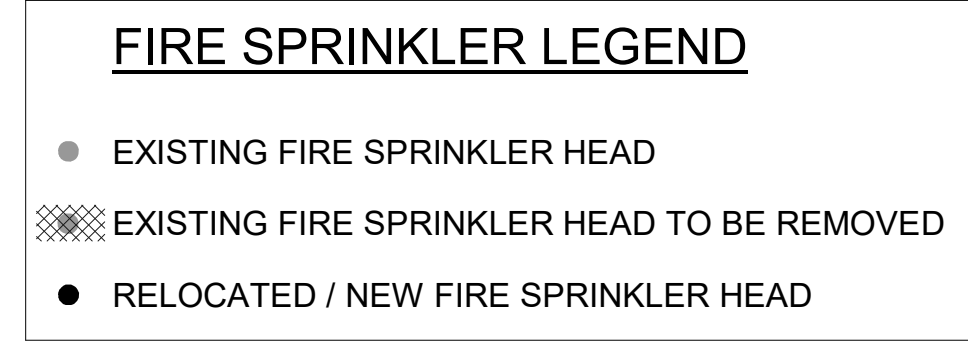 FIRE SPRINKLER LEGEND
EXISTING FIRE SPRINKLER HEAD
EXISTING FIRE SPRINKLER HEAD TO BE REMOVED
RELOCATED / NEW FIRE SPRINKLER HEAD